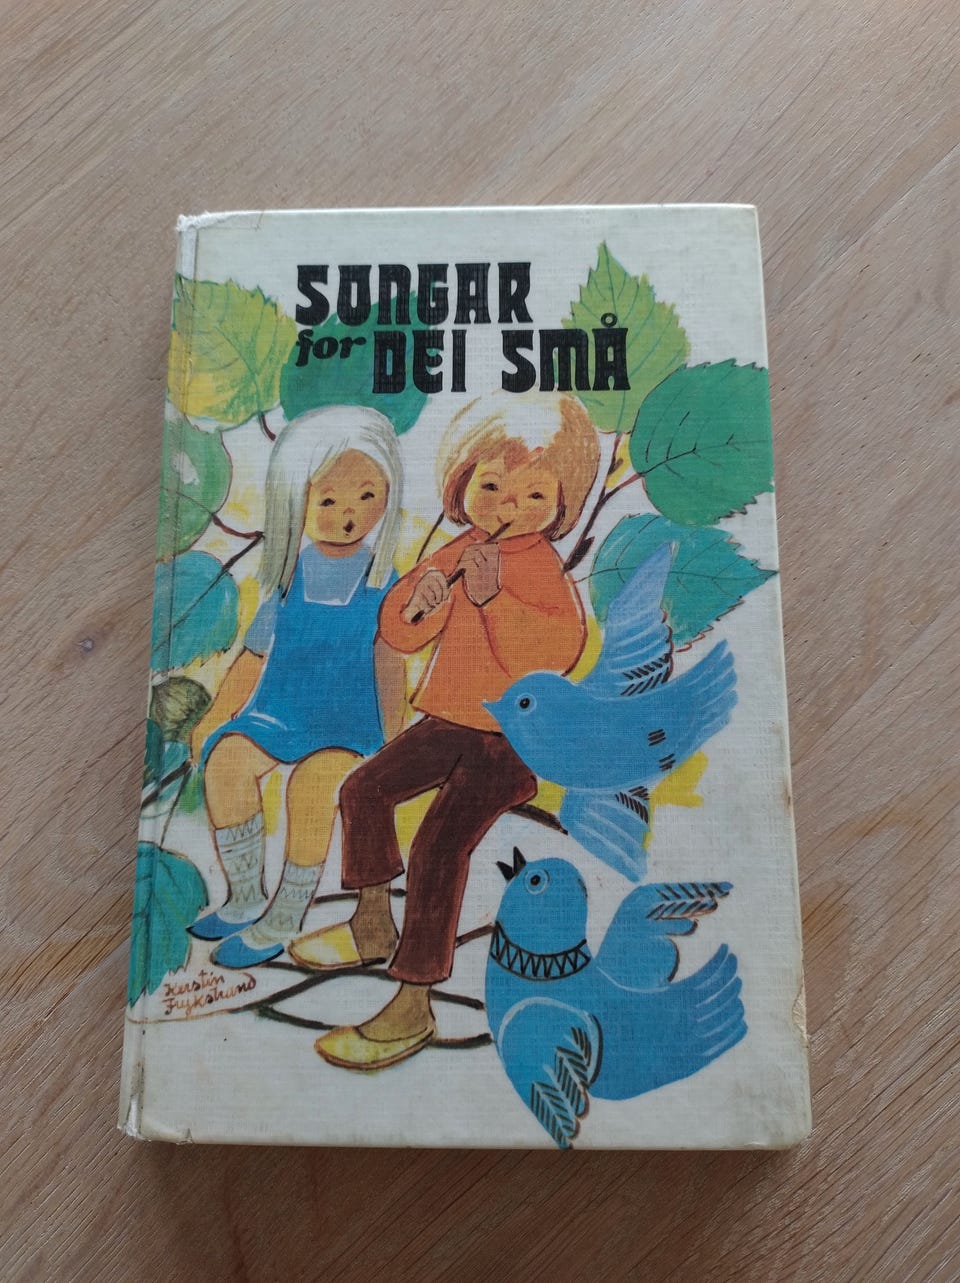 SONGAR
for DEI SMÅ
Kerstin
Frykstrand